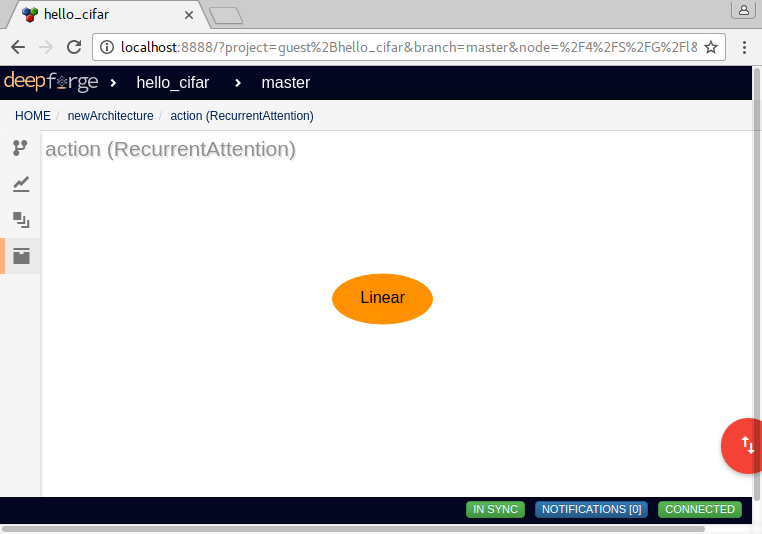 hello_cifar
localhost:8888/?project=guest%2Bhello_cifar&branch=master&node=%2F4%2FS%2FG%2Fl8
deepforge hello_cifar master
HOME / newArchitecture / action (RecurrentAttention)
action (RecurrentAttention)
Linear
IN SYNC NOTIFICATIONS [0] CONNECTED